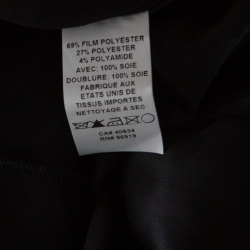 69% FILM POLYESTER
27% POLYESTER
4% POLYAMIDE
AVEC: 100% SOIE
DOUBLURE: 100% SOIE
FABRIQUE AUX
ETATS UNIS DE
TISSUS IMPORTES
NETTOYAGE A SEC
CA# 40634
RN# 96919